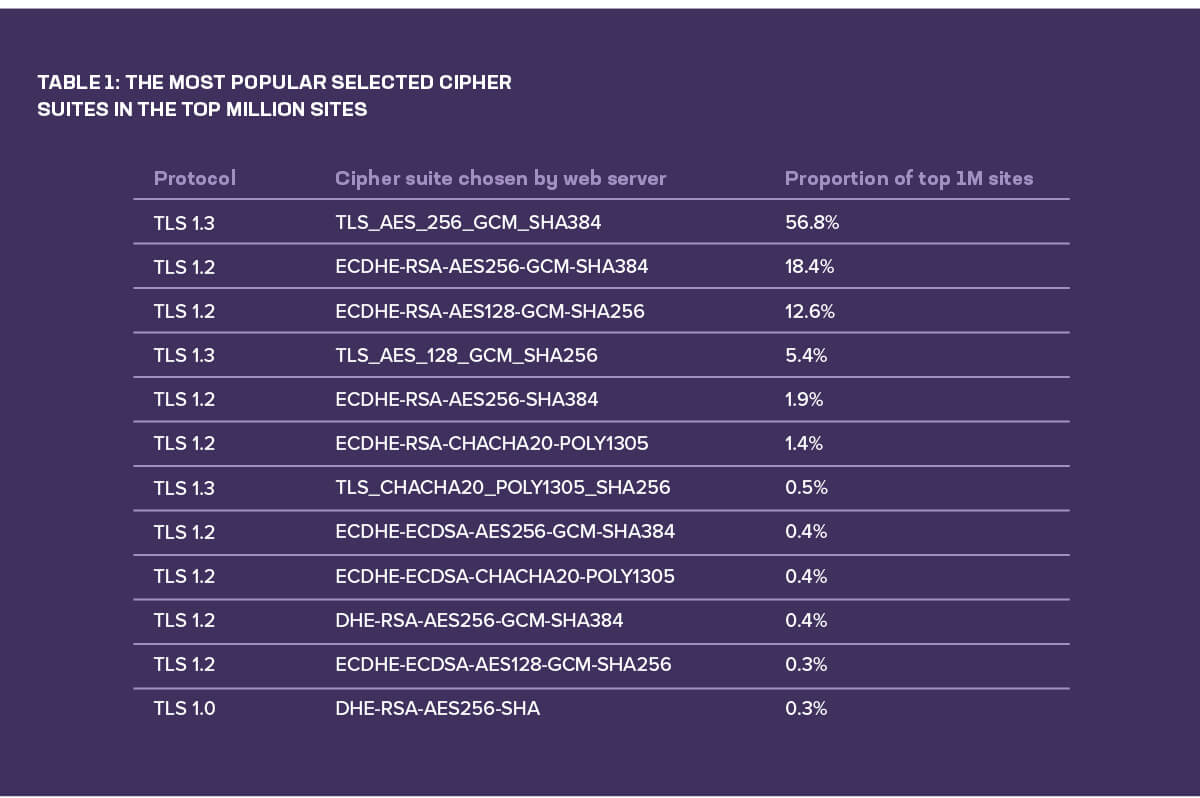 TABLE 1: THE MOST POPULAR SELECTED CIPHER
SUITES IN THE TOP MILLION SITES
Protocol Cipher suite chosen by web server Proportion of top 1M sites
TLS 1.3 TLS_AES_256_GCM_SHA384 56.8%
TLS 1.2 ECDHE-RSA-AES256-GCM-SHA384 18.4%
TLS 1.2 ECDHE-RSA-AES128-GCM-SHA256 12.6%
TLS 1.3 TLS_AES_128_GCM_SHA256 5.4%
TLS 1.2 ECDHE-RSA-AES256-SHA384 1.9%
TLS 1.2 ECDHE-RSA-CHACHA20-POLY1305 1.4%
TLS 1.3 TLS_CHACHA20_POLY1305_SHA256 0.5%
TLS 1.2 ECDHE-ECDSA-AES256-GCM-SHA384 0.4%
TLS 1.2 ECDHE-ECDSA-CHACHA20-POLY1305 0.4%
TLS 1.2 DHE-RSA-AES256-GCM-SHA384 0.4%
TLS 1.2 ECDHE-ECDSA-AES128-GCM-SHA256 0.3%
TLS 1.0 DHE-RSA-AES256-SHA 0.3%